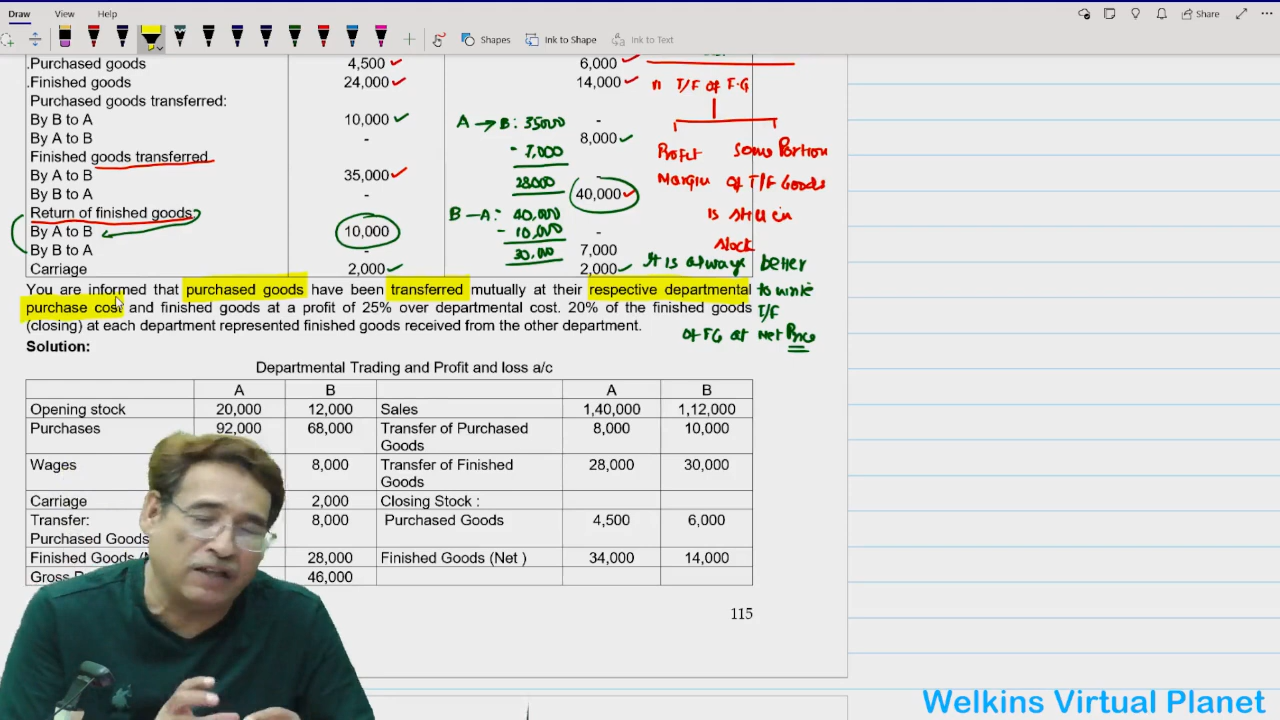 Draw View Help
Share
Shapes Ink to Shape Ink to Text
.Purchased goods 4,500 6,000
.Finished goods 24,000 14,000
Purchased goods transferred:
By B to A 10,000 -
By A to B - 8,000
Finished goods transferred
By A to B 35,000 -
By B to A - 40,000
Return of finished goods
By A to B 10,000 -
By B to A - 7,000
Carriage 2,000 2,000
A → B: 35000
- 7,000
28000
B — A: 40,000
- 10,000
30,00
T/F of F.G
Profit Some Portion
Margin of T/F Goods
is still in
stock
It is always better
to write
T/F
of FG at Net Price
You are informed that purchased goods have been transferred mutually at their respective departmental
purchase cost and finished goods at a profit of 25% over departmental cost. 20% of the finished goods
(closing) at each department represented finished goods received from the other department.
Solution:
Departmental Trading and Profit and loss a/c
A B A B
Opening stock 20,000 12,000 Sales 1,40,000 1,12,000
Purchases 92,000 68,000 Transfer of Purchased Goods 8,000 10,000
Wages 8,000 Transfer of Finished Goods 28,000 30,000
Carriage 2,000 Closing Stock :
Transfer: Purchased Goods 8,000 Purchased Goods 4,500 6,000
Finished Goods 28,000 Finished Goods (Net ) 34,000 14,000
Gross 46,000
115
Welkins Virtual Planet